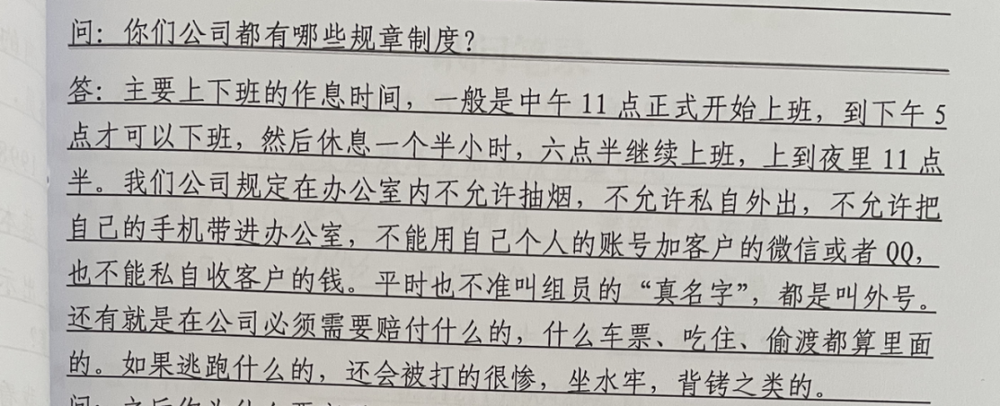 问：你们公司都有哪些规章制度？
答：主要上下班的作息时间，一般是中午 11 点正式开始上班，到下午 5
点才可以下班，然后休息一个半小时，六点半继续上班，上到夜里 11 点
半。我们公司规定在办公室内不允许抽烟，不允许私自外出，不允许把
自己的手机带进办公室，不能用自己个人的账号加客户的微信或者 QQ，
也不能私自收客户的钱。平时也不准叫组员的“真名字”，都是叫外号。
还有就是在公司必须需要赔付什么的，什么车票、吃住、偷渡都算里面
的。如果逃跑什么的，还会被打的很惨，坐水牢，背铐之类的。